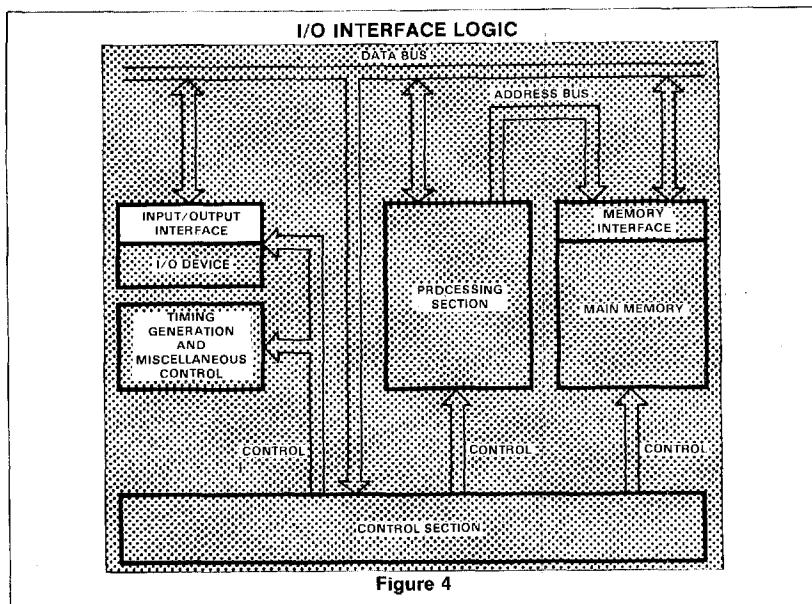 I/O INTERFACE LOGIC
DATA BUS
ADDRESS BUS
INPUT/OUTPUT
INTERFACE
I/O DEVICE
TIMING
GENERATION
AND
MISCELLANEOUS
CONTROL
PROCESSING
SECTION
MEMORY
INTERFACE
MAIN MEMORY
CONTROL
CONTROL
CONTROL
CONTROL SECTION
Figure 4